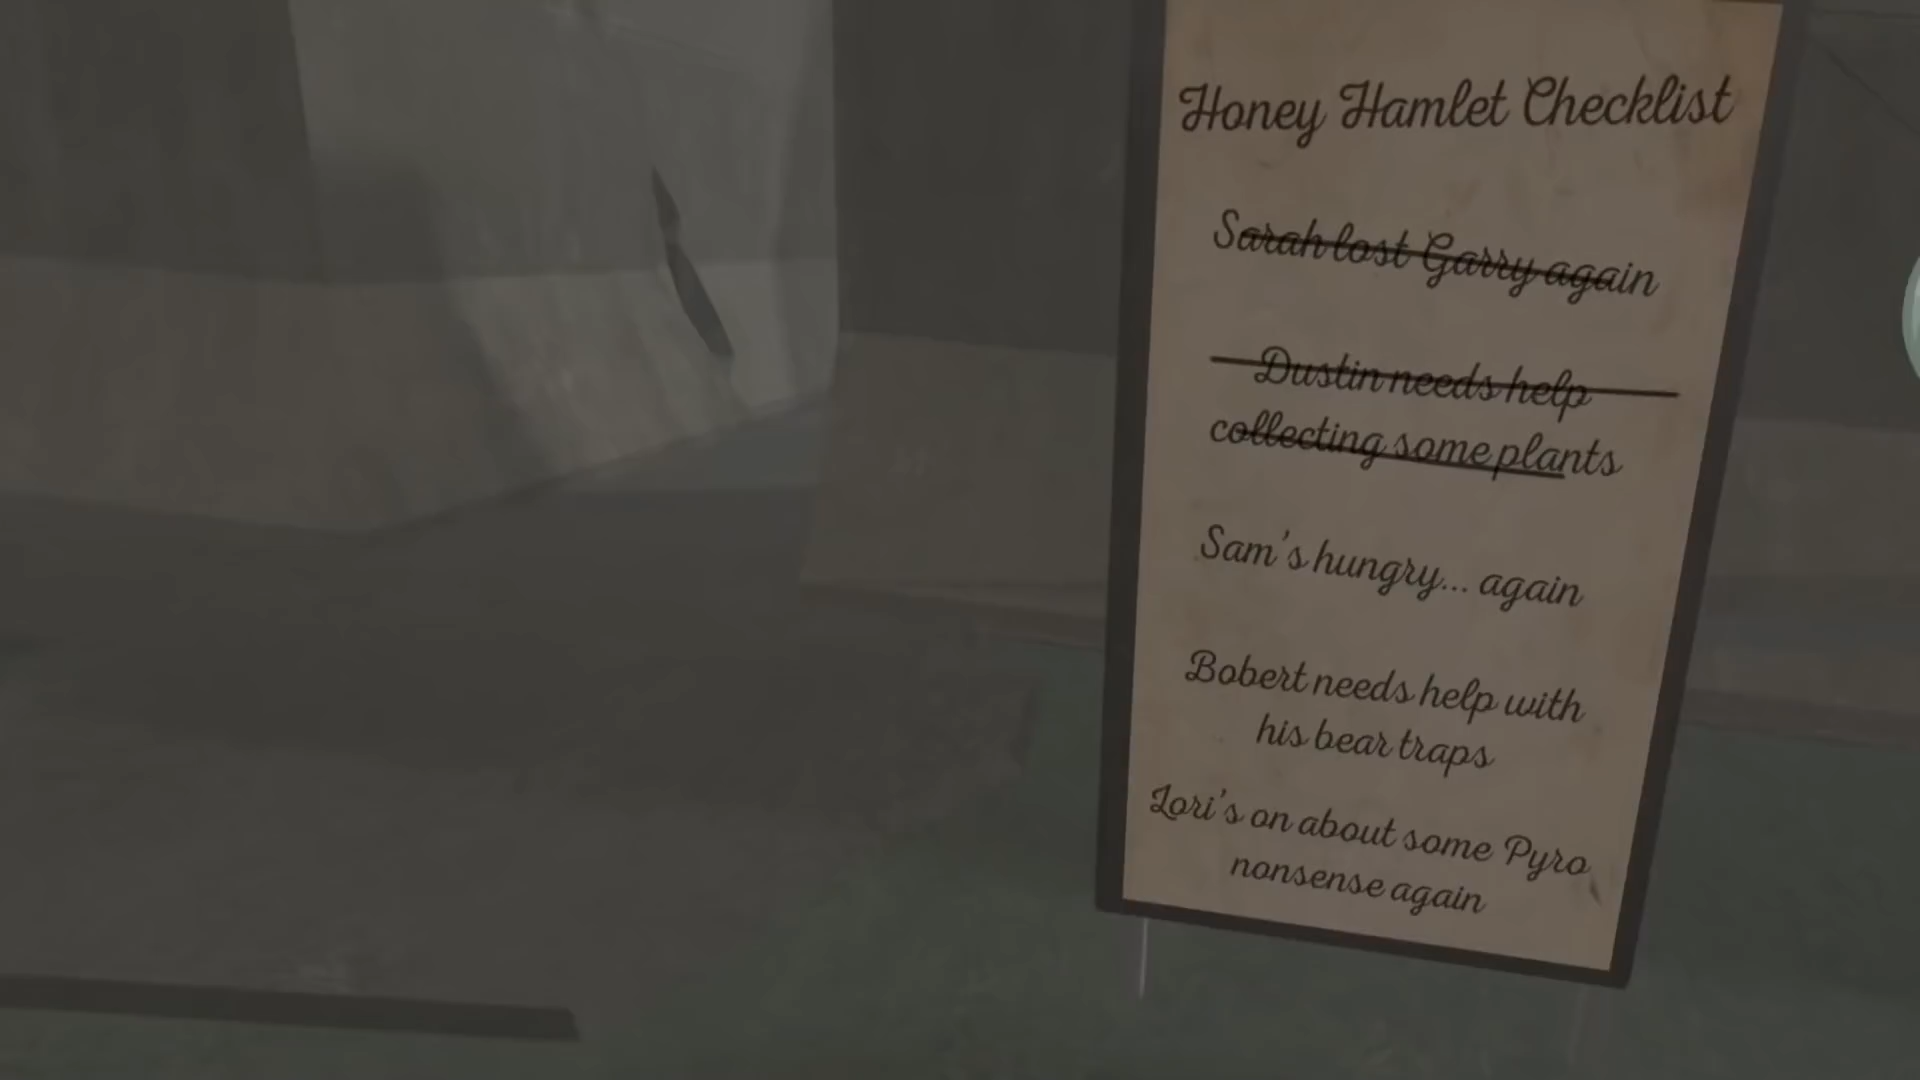 Honey Hamlet Checklist
Sarah lost Garry again
Dustin needs help
collecting some plants
Sam's hungry... again
Bobert needs help with
his bear traps
Lori's on about some Pyro
nonsense again